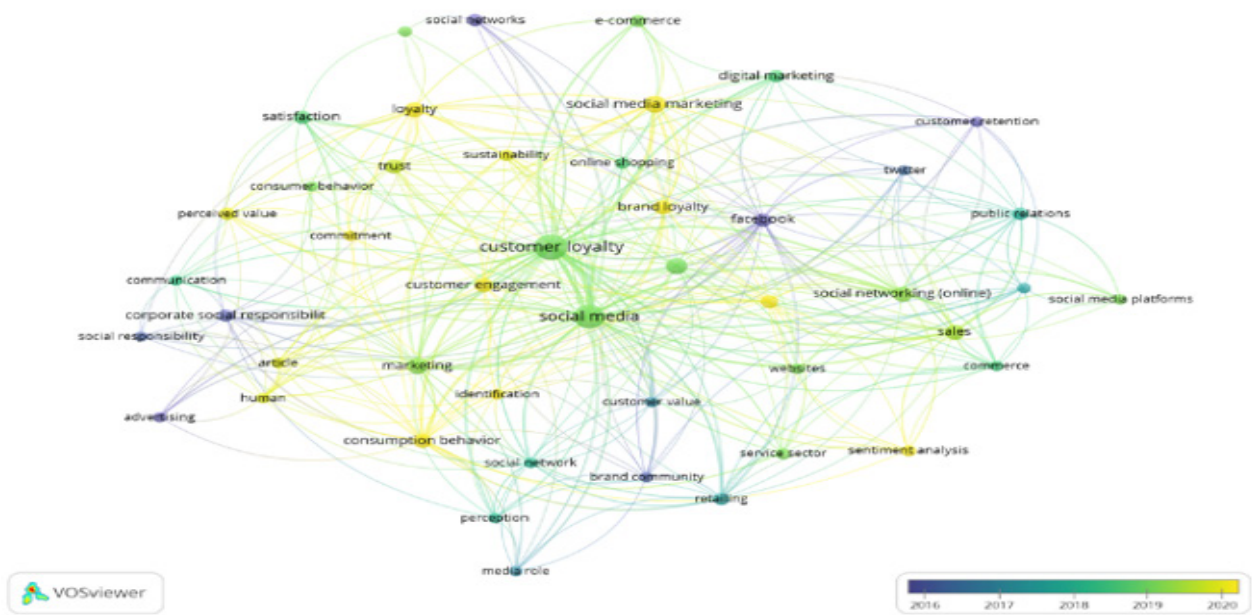 social networks
e-commerce
digital marketing
loyalty
social media marketing
satisfaction
customer retention
sustainability
online shopping
trust
twitter
consumer behavior
perceived value
brand loyalty
facebook
public relations
commitment
customer loyalty
communication
customer engagement
social networking (online)
social media platforms
corporate social responsibilit
social media
social responsibility
sales
article
marketing
websites
commerce
human
identification
customer value
advertising
consumption behavior
service sector
sentiment analysis
social network
brand community
retailing
perception
media role
VOSviewer
2016 2017 2018 2019 2020